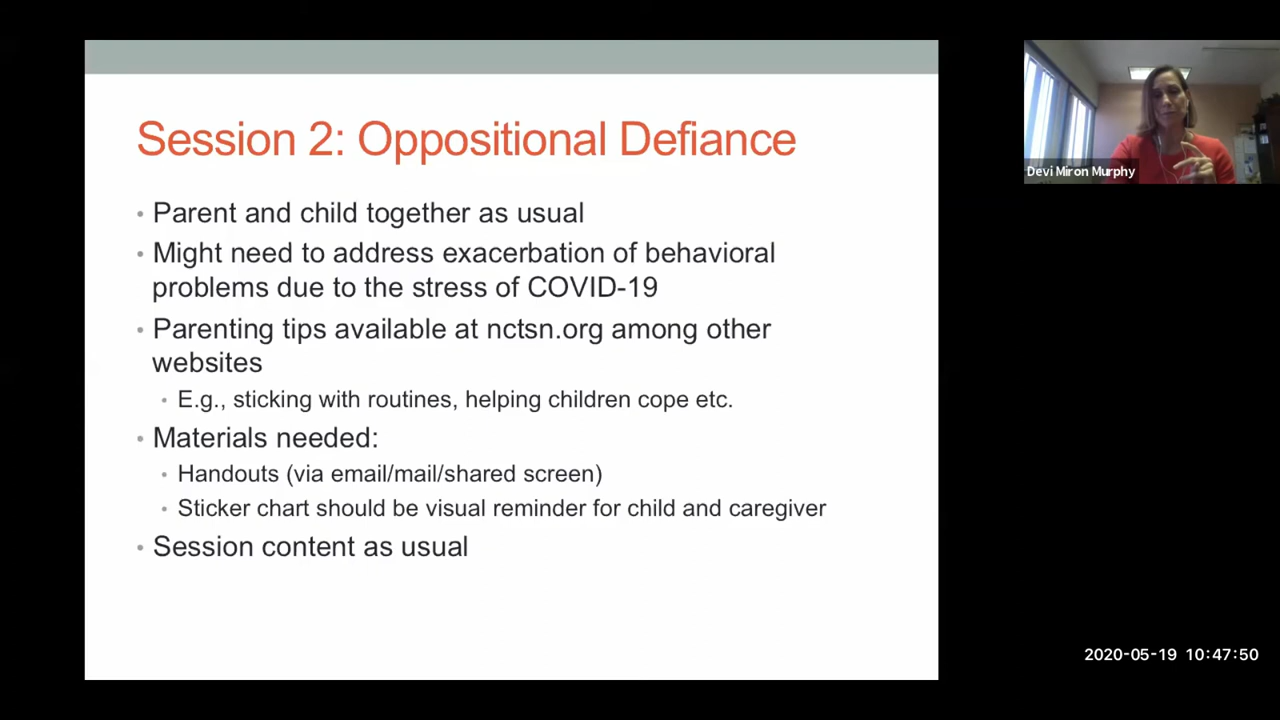 Session 2: Oppositional Defiance
• Parent and child together as usual
• Might need to address exacerbation of behavioral
problems due to the stress of COVID-19
• Parenting tips available at nctsn.org among other
websites
• E.g., sticking with routines, helping children cope etc.
• Materials needed:
• Handouts (via email/mail/shared screen)
• Sticker chart should be visual reminder for child and caregiver
• Session content as usual
Devi Miron Murphy
2020-05-19 10:47:50